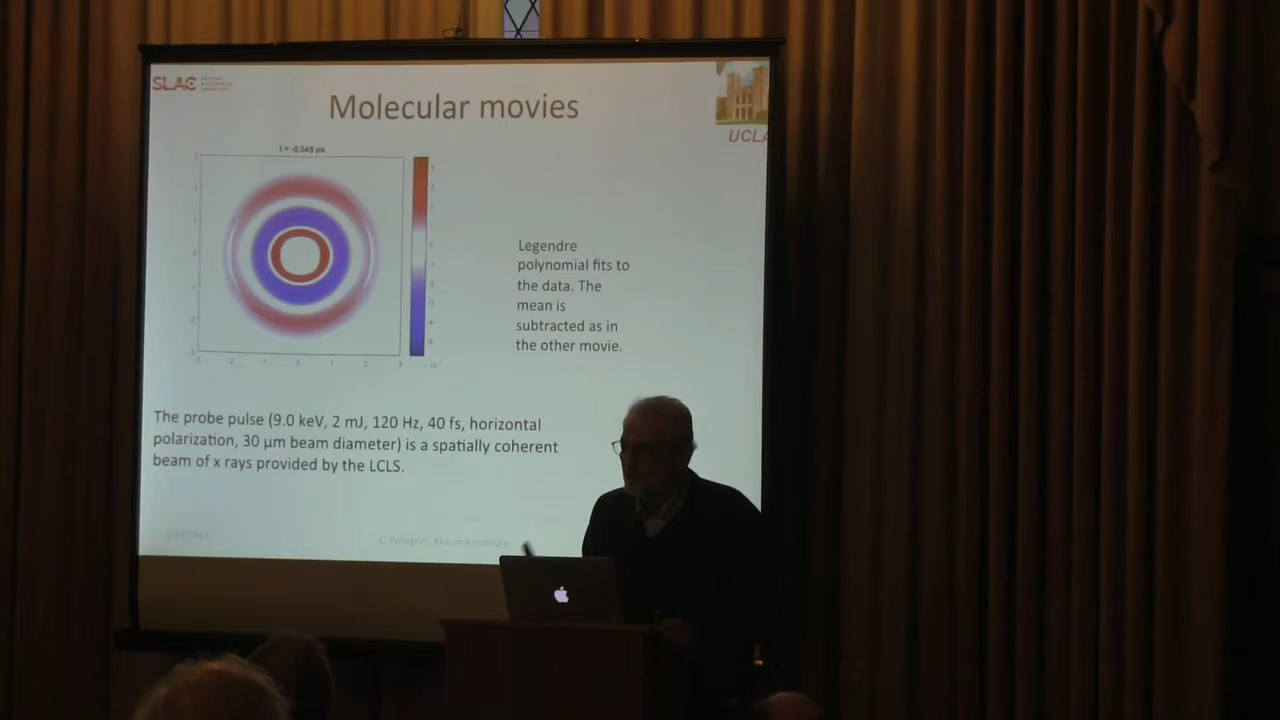 SLAC
Molecular movies
UCLA
t = -0.048 ps
Legendre
polynomial fits to
the data. The
mean is
subtracted as in
the other movie.
The probe pulse (9.0 keV, 2 mJ, 120 Hz, 40 fs, horizontal
polarization, 30 µm beam diameter) is a spatially coherent
beam of x rays provided by the LCLS.
C. Pellegrini, Bhaumik Institute